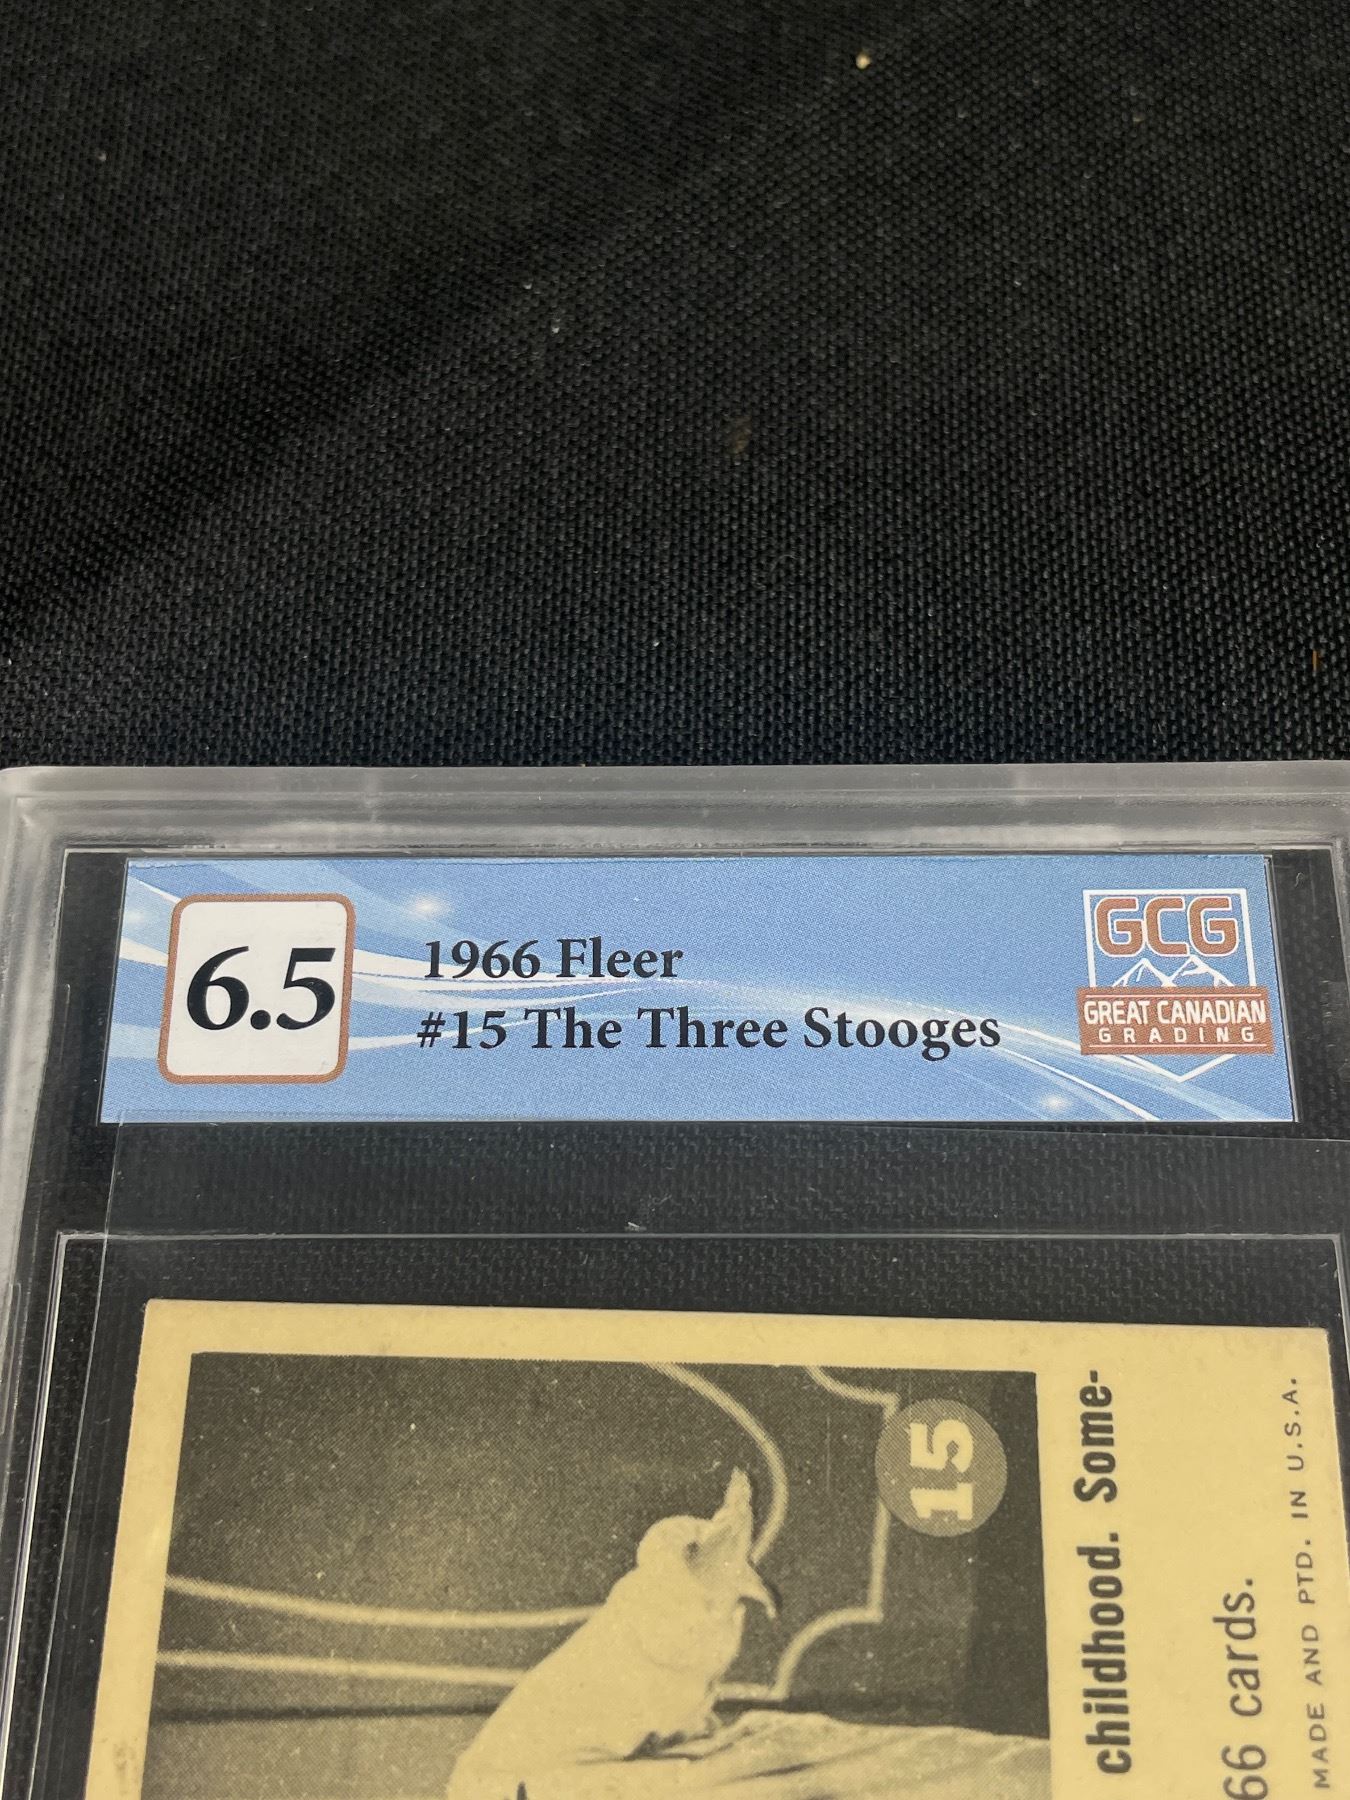 6.5
1966 Fleer
#15 The Three Stooges
GCG
GREAT CANADIAN
GRADING
15
childhood. Some-
66 cards.
MADE AND PTD. IN U.S.A.